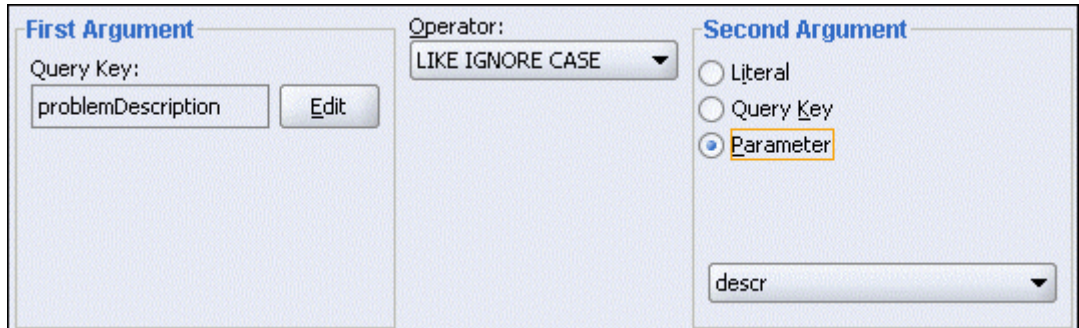 First Argument
Query Key:
problemDescription
Edit
Operator:
LIKE IGNORE CASE
Second Argument
Literal
Query Key
Parameter
descr